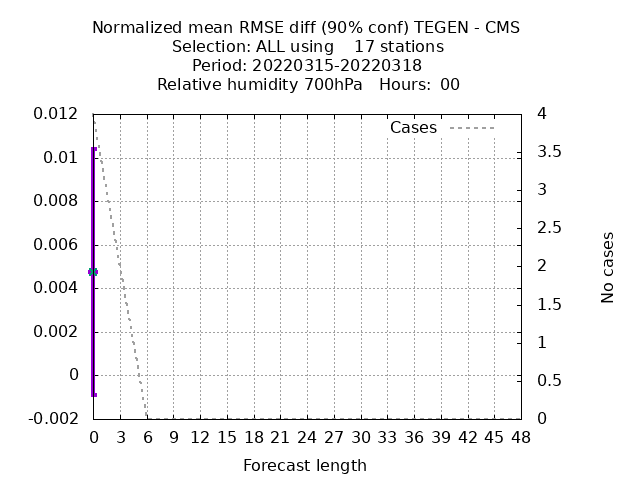 Normalized mean RMSE diff (90% conf) TEGEN - CMS
Selection: ALL using    17 stations
Period: 20220315-20220318
Relative humidity 700hPa   Hours: 00
Cases
0.012
0.01
0.008
0.006
0.004
0.002
0
-0.002
4
3.5
3
2.5
2
1.5
1
0.5
0
No cases
0 3 6 9 12 15 18 21 24 27 30 33 36 39 42 45 48
Forecast length